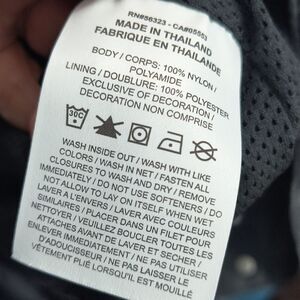 RN#56323 - CA#05553
MADE IN THAILAND
FABRIQUE EN THAILANDE
BODY / CORPS: 100% NYLON /
POLYAMIDE
LINING / DOUBLURE: 100% POLYESTER
EXCLUSIVE OF DECORATION /
DECORATION NON COMPRISE
30C
WASH INSIDE OUT / WASH WITH LIKE
COLORS / WASH IN NET / FASTEN ALL
CLOSURES TO WASH AND DRY / REMOVE
IMMEDIATELY / DO NOT USE SOFTENERS / DO
NOT ALLOW TO LAY ON ITSELF WHEN WET
LAVER A L'ENVERS / LAVER AVEC COULEURS
SIMILAIRES / PLACER DANS UN FILET POUR
LAVAGE / VEUILLEZ BOUCLER TOUTES LES
ATTACHES AVANT DE LAVER ET SECHER /
ENLEVER IMMEDIATEMENT / NE PAS UTILISER
D'ADOUCISSEUR / NE PAS LAISSER LE
VÊTEMENT PLIÉ LORSQU'IL EST MOUILLÉ